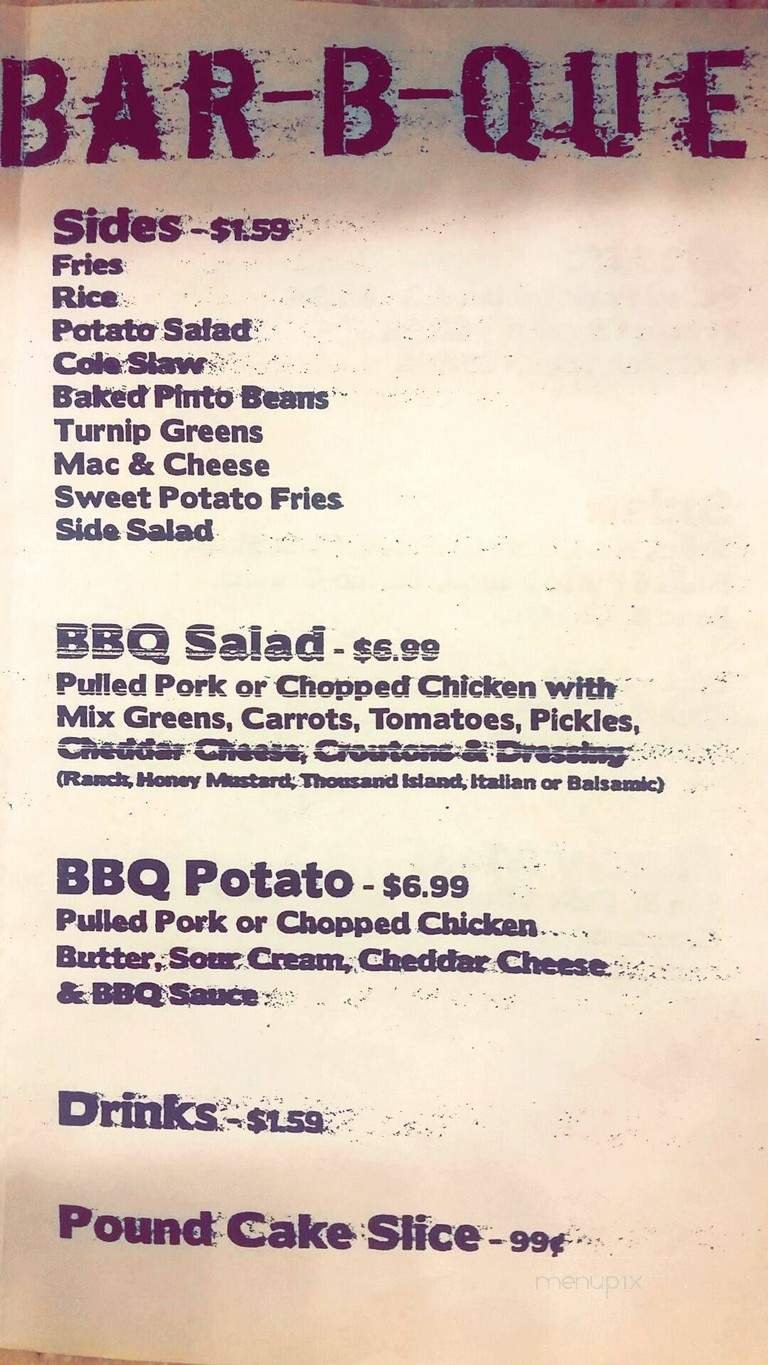 BAR-B-QUE
Sides - $1.59
Fries
Rice
Potato Salad
Cole Slaw
Baked Pinto Beans
Turnip Greens
Mac & Cheese
Sweet Potato Fries
Side Salad
BBQ Salad - $6.99
Pulled Pork or Chopped Chicken with
Mix Greens, Carrots, Tomatoes, Pickles,
Cheddar Cheese, Croutons & Dressing
(Ranch, Honey Mustard, Thousand Island, Italian or Balsamic)
BBQ Potato - $6.99
Pulled Pork or Chopped Chicken
Butter, Sour Cream, Cheddar Cheese
& BBQ Sauce
Drinks - $1.59
Pound Cake Slice - 99¢
menupix